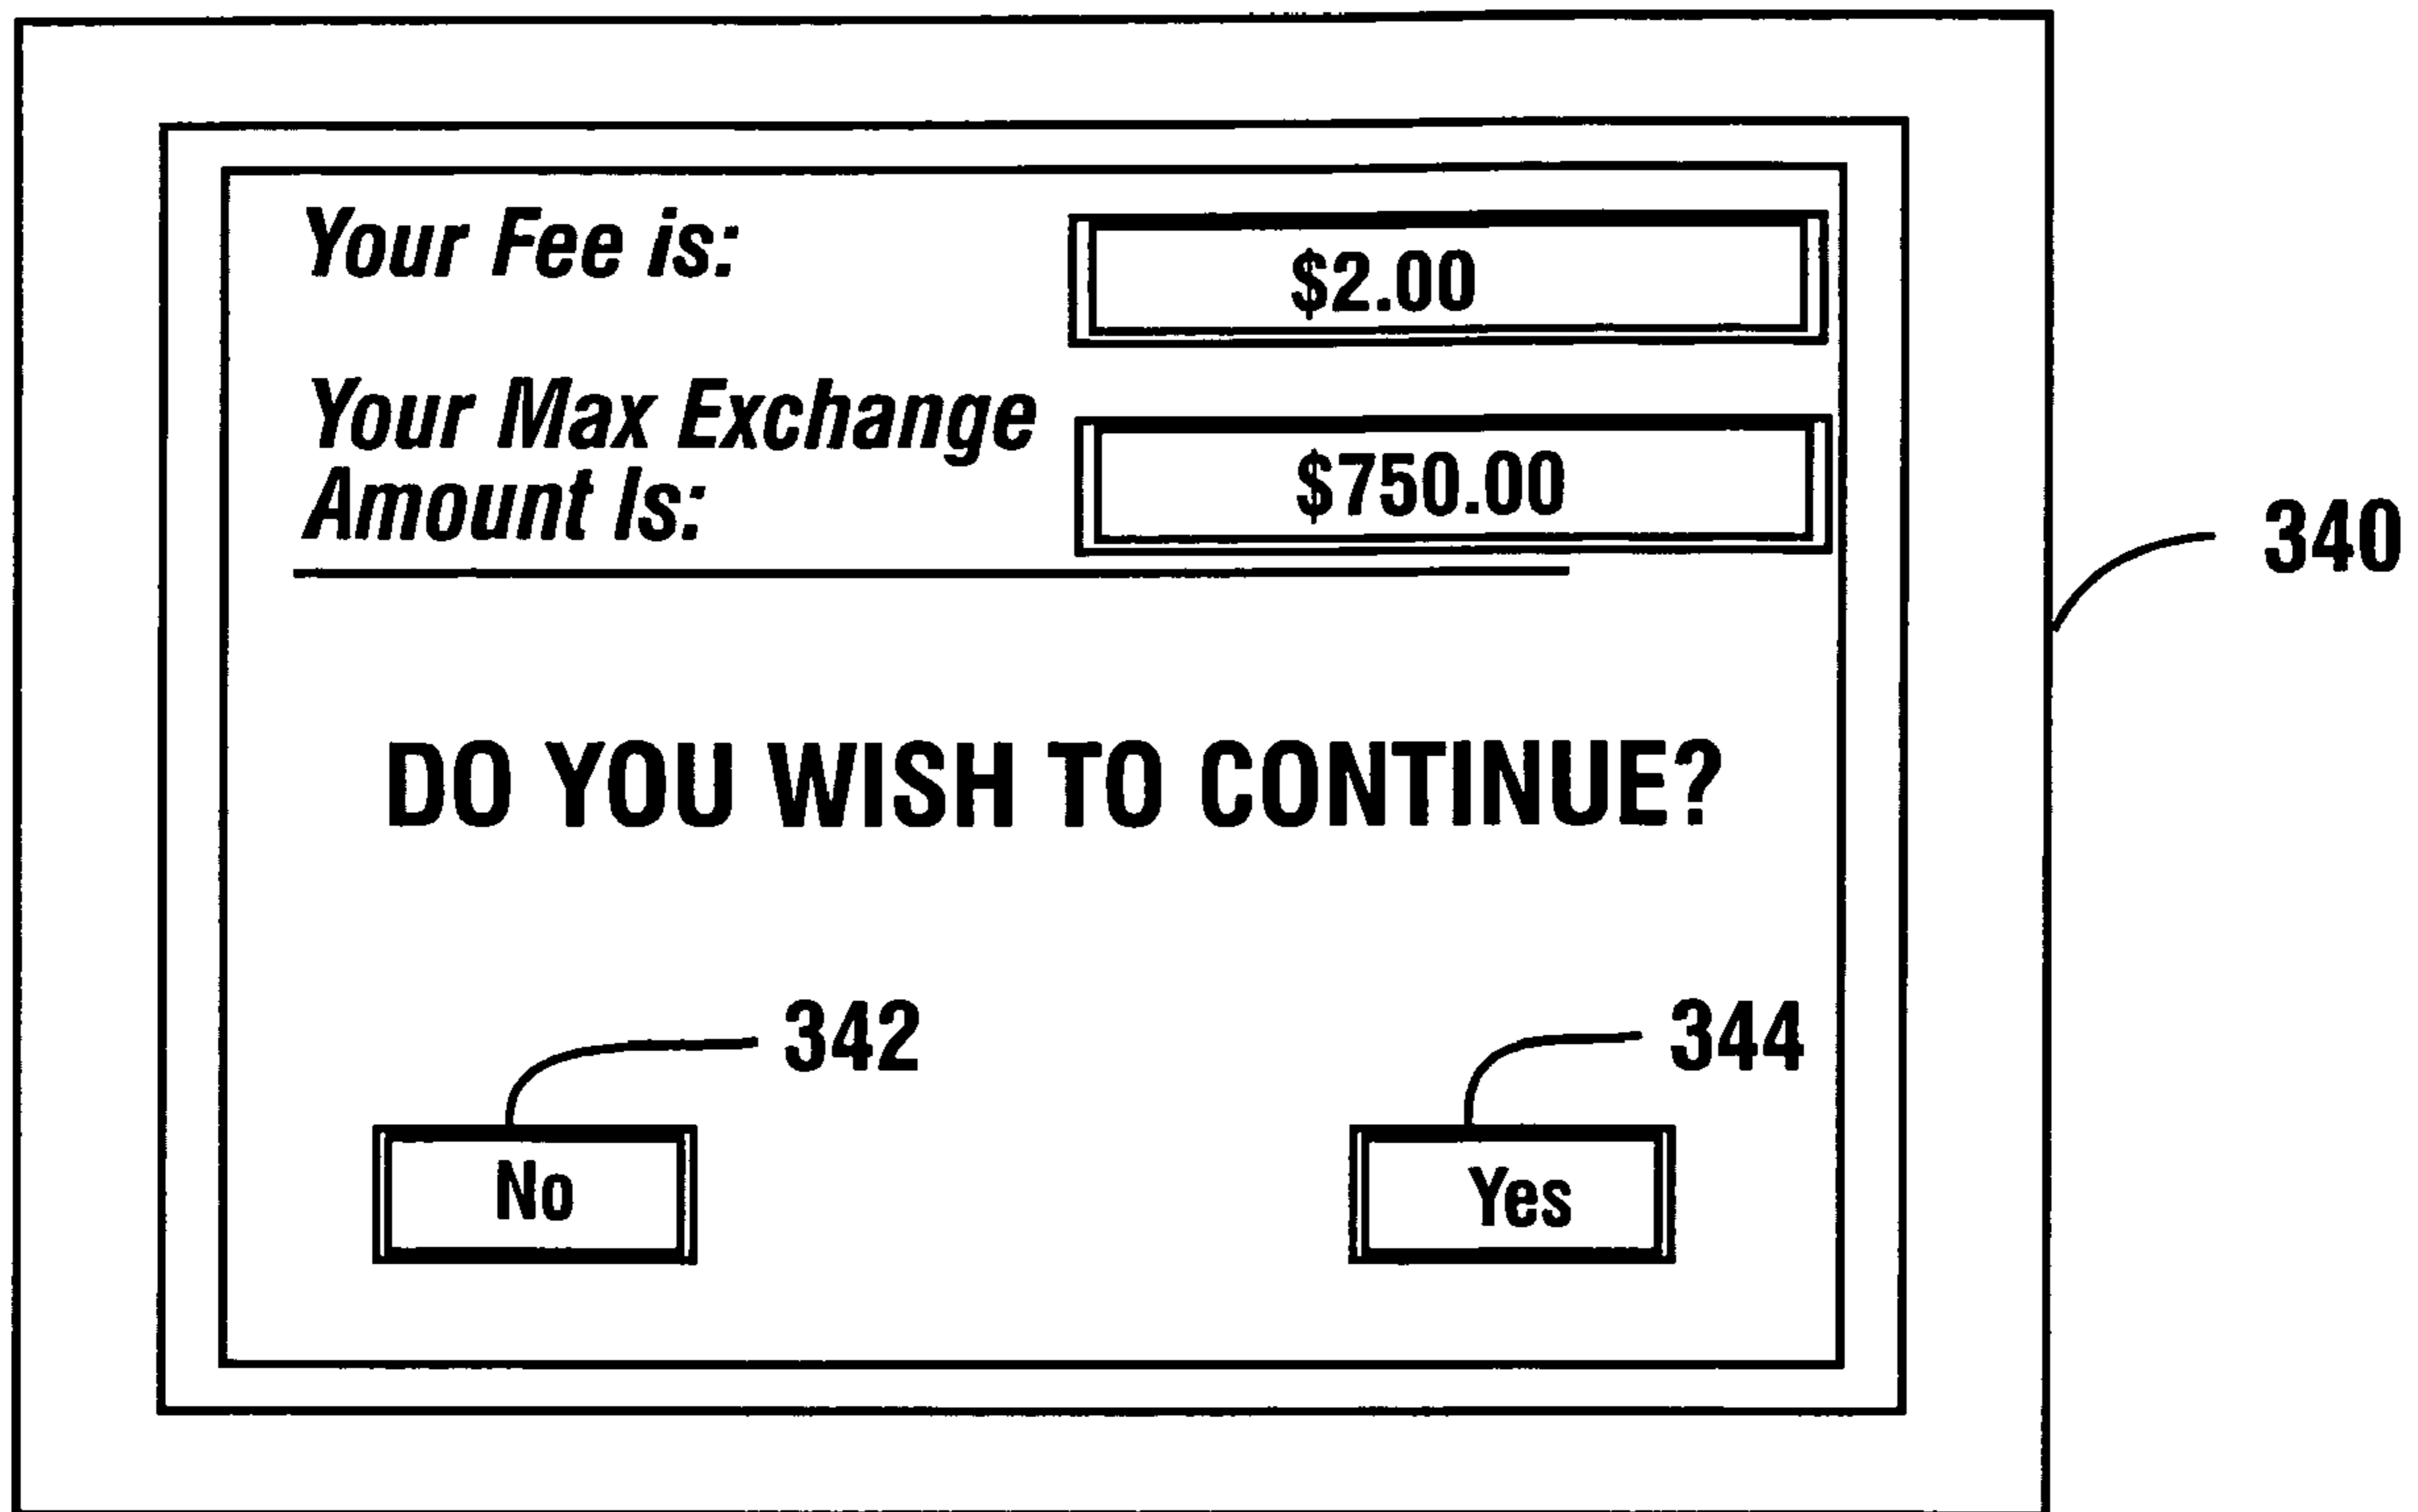 Your Fee is:
$2.00
Your Max Exchange
Amount Is:
$750.00
340
DO YOU WISH TO CONTINUE?
342
344
No
Yes